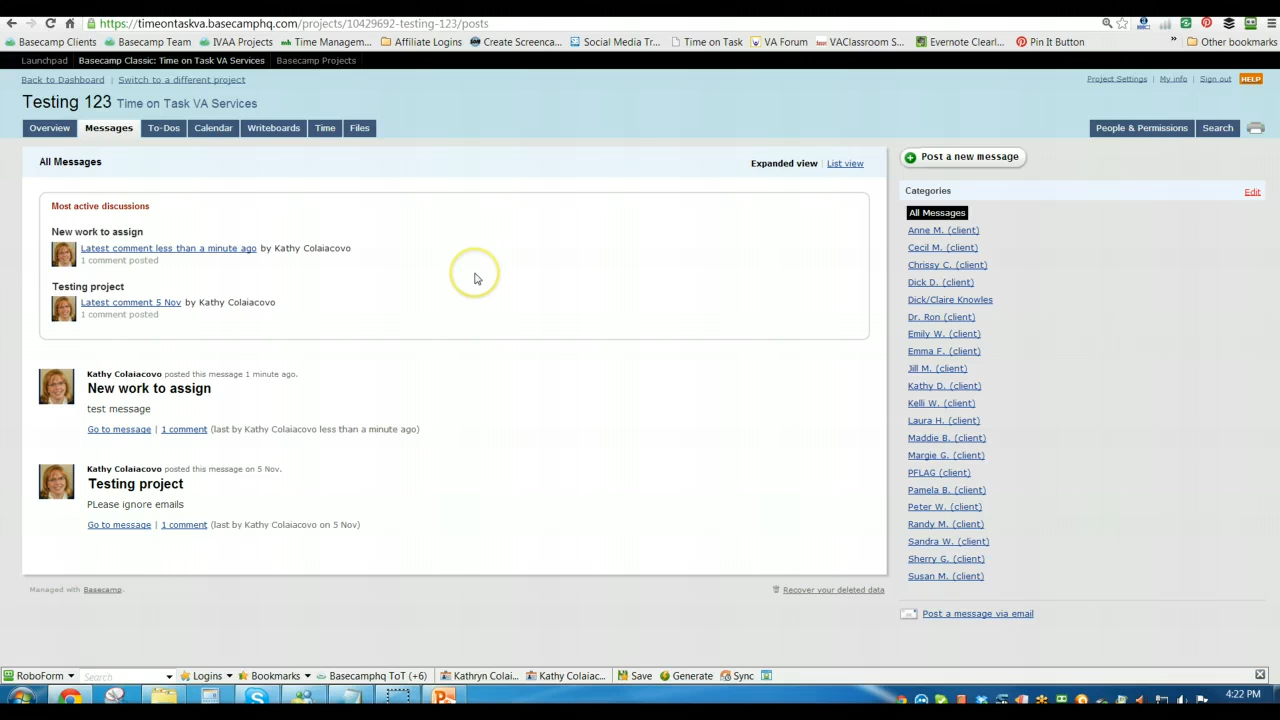 https://timeontaskva.basecamphq.com/projects/10429692-testing-123/posts
Basecamp Clients Basecamp Team IVAA Projects Time Managem... Affiliate Logins Create Screenca... Social Media Tr... Time on Task VA Forum VAClassroom S... Evernote Clearl... Pin It Button » Other bookmarks
Launchpad Basecamp Classic: Time on Task VA Services Basecamp Projects
Back to Dashboard | Switch to a different project Project Settings | My info | Sign out HELP
Testing 123 Time on Task VA Services
Overview Messages To-Dos Calendar Writeboards Time Files People & Permissions Search
All Messages Expanded view | List view
Post a new message
Most active discussions
New work to assign
Latest comment less than a minute ago by Kathy Colaiacovo
1 comment posted
Testing project
Latest comment 5 Nov by Kathy Colaiacovo
1 comment posted
Kathy Colaiacovo posted this message 1 minute ago.
New work to assign
test message
Go to message | 1 comment (last by Kathy Colaiacovo less than a minute ago)
Kathy Colaiacovo posted this message on 5 Nov.
Testing project
PLease ignore emails
Go to message | 1 comment (last by Kathy Colaiacovo on 5 Nov)
Managed with Basecamp. Recover your deleted data
Categories Edit
All Messages
Anne M. (client)
Cecil M. (client)
Chrissy C. (client)
Dick D. (client)
Dick/Claire Knowles
Dr. Ron (client)
Emily W. (client)
Emma F. (client)
Jill M. (client)
Kathy D. (client)
Kelli W. (client)
Laura H. (client)
Maddie B. (client)
Margie G. (client)
PFLAG (client)
Pamela B. (client)
Peter W. (client)
Randy M. (client)
Sandra W. (client)
Sherry G. (client)
Susan M. (client)
Post a message via email
RoboForm Search Logins Bookmarks Basecamphq ToT (+6) Kathryn Colai... Kathy Colaiac... Save Generate Sync
4:22 PM